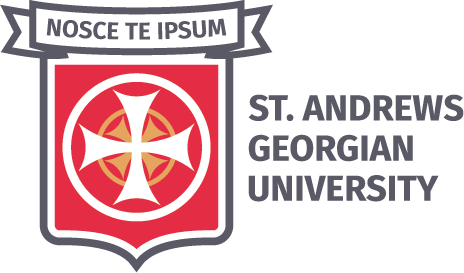 NOSCE TE IPSUM
ST. ANDREWS
GEORGIAN
UNIVERSITY